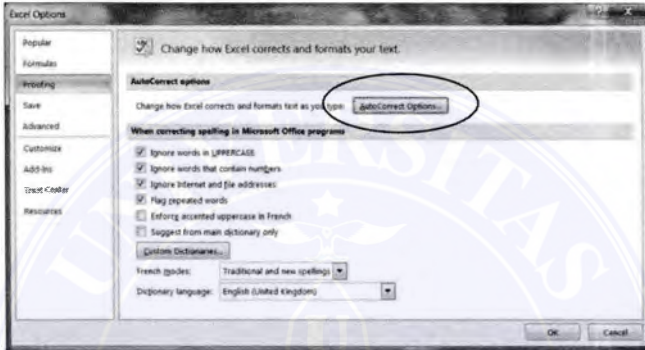 Excel Options
Popular
Formulas
Proofing
Save
Advanced
Customize
Add-Ins
Trust Center
Resources
Change how Excel corrects and formats your text.
AutoCorrect options
Change how Excel corrects and formats text as you type: AutoCorrect Options...
When correcting spelling in Microsoft Office programs
Ignore words in UPPERCASE
Ignore words that contain numbers
Ignore Internet and file addresses
Flag repeated words
Enforce accented uppercase in French
Suggest from main dictionary only
Custom Dictionaries...
French modes: Traditional and new spellings
Dictionary language: English (United Kingdom)
OK Cancel
UNIVERSITAS